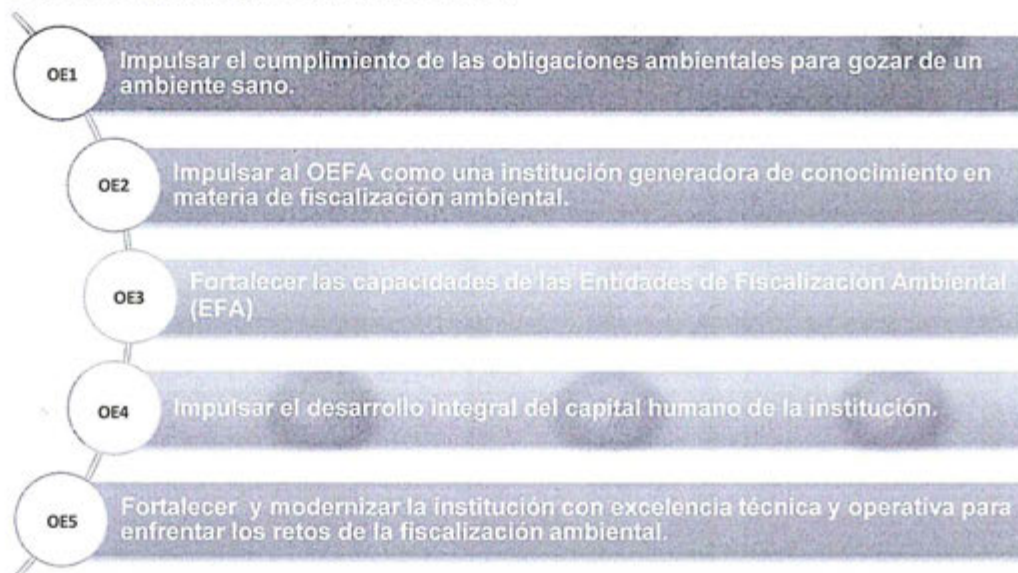 OE1
Impulsar el cumplimiento de las obligaciones ambientales para gozar de un
ambiente sano.
OE2
Impulsar al OEFA como una institución generadora de conocimiento en
materia de fiscalización ambiental.
OE3
Fortalecer las capacidades de las Entidades de Fiscalización Ambiental
(EFA)
OE4
Impulsar el desarrollo integral del capital humano de la institución.
OE5
Fortalecer y modernizar la institución con excelencia técnica y operativa para
enfrentar los retos de la fiscalización ambiental.